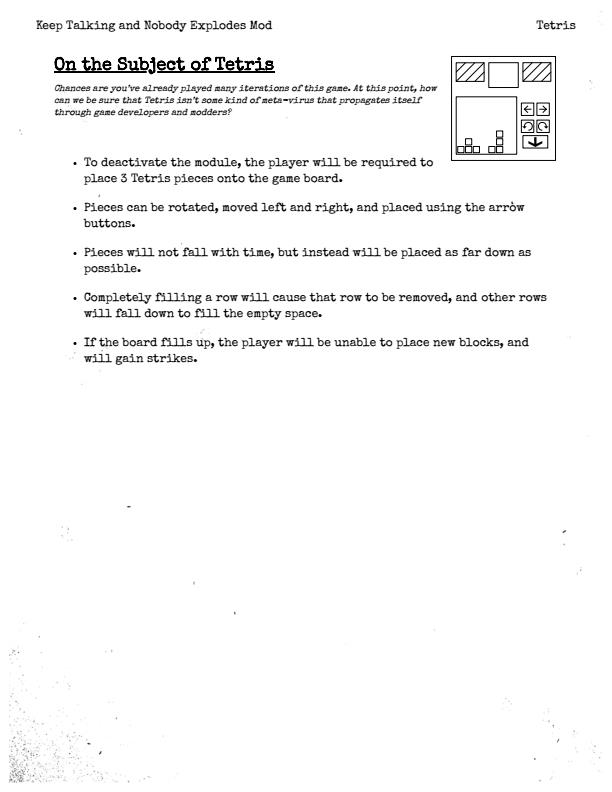 Keep Talking and Nobody Explodes Mod Tetris
On the Subject of Tetris
Chances are you've already played many iterations of this game. At this point, how
can we be sure that Tetris isn't some kind of meta-virus that propagates itself
through game developers and modders?
• To deactivate the module, the player will be required to
place 3 Tetris pieces onto the game board.
• Pieces can be rotated, moved left and right, and placed using the arrow
buttons.
• Pieces will not fall with time, but instead will be placed as far down as
possible.
• Completely filling a row will cause that row to be removed, and other rows
will fall down to fill the empty space.
• If the board fills up, the player will be unable to place new blocks, and
will gain strikes.